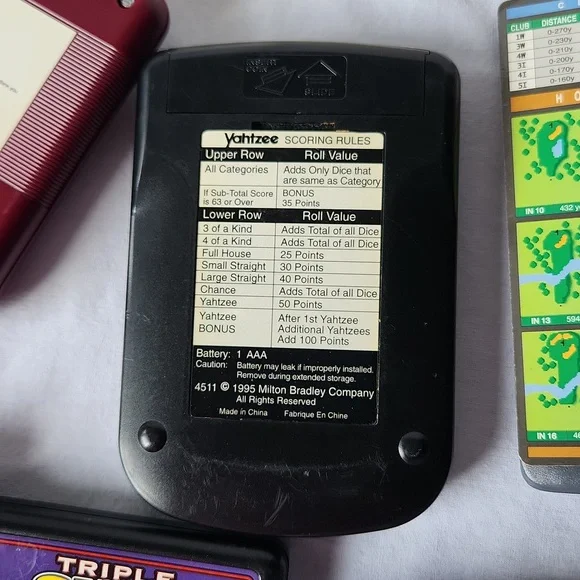 INSERT
COIN
SLIDE
Yahtzee SCORING RULES
Upper Row Roll Value
All Categories Adds Only Dice that
are same as Category
If Sub-Total Score BONUS
is 63 or Over 35 Points
Lower Row Roll Value
3 of a Kind Adds Total of all Dice
4 of a Kind Adds Total of all Dice
Full House 25 Points
Small Straight 30 Points
Large Straight 40 Points
Chance Adds Total of all Dice
Yahtzee 50 Points
Yahtzee After 1st Yahtzee
BONUS Additional Yahtzees
Add 100 Points
Battery: 1 AAA
Caution: Battery may leak if improperly installed.
Remove during extended storage.
4511 © 1995 Milton Bradley Company
All Rights Reserved
Made in China Fabrique En Chine
C
CLUB DISTANCE
1W 0-270y
3W 0-230y
4W 0-210y
3I 0-200y
4I 0-170y
5I 0-160y
H O
IN 10 432 y
IN 13 594
IN 16 46
TRIPLE